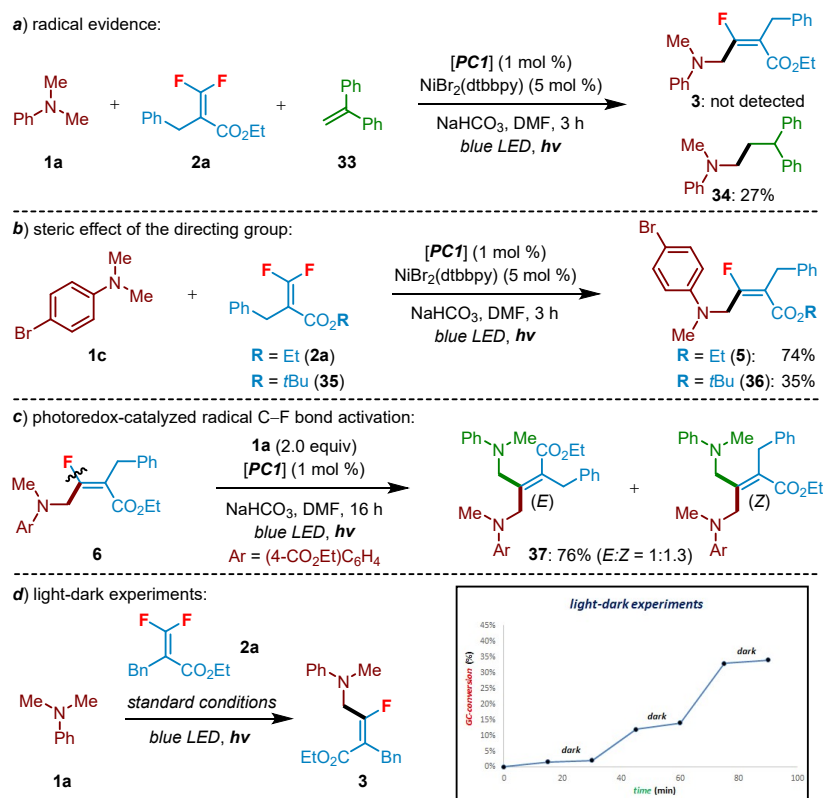 a) radical evidence:
Me
N
Me
Ph
1a
+
F
F
Ph
CO₂Et
2a
+
Ph
Ph
33
[PC1] (1 mol %)
NiBr₂(dtbbpy) (5 mol %)
NaHCO₃, DMF, 3 h
blue LED, hv
F
Ph
Me
N
Ph
CO₂Et
3: not detected
Me
N
Ph
Ph
Ph
34: 27%
b) steric effect of the directing group:
Me
N
Me
Br
1c
+
F
F
Ph
CO₂R
R = Et (2a)
R = tBu (35)
[PC1] (1 mol %)
NiBr₂(dtbbpy) (5 mol %)
NaHCO₃, DMF, 3 h
blue LED, hv
Br
F
Ph
N
Me
CO₂R
R = Et (5): 74%
R = tBu (36): 35%
c) photoredox-catalyzed radical C–F bond activation:
F
Ph
Me
N
Ar
CO₂Et
6
1a (2.0 equiv)
[PC1] (1 mol %)
NaHCO₃, DMF, 16 h
blue LED, hv
Ar = (4-CO₂Et)C₆H₄
Ph
N
Me
CO₂Et
Ph
(E)
Me
N
Ar
+
Ph
N
Me
Ph
(Z)
CO₂Et
Me
N
Ar
37: 76% (E:Z = 1:1.3)
d) light-dark experiments:
Me
N
Me
Ph
1a
F
F
2a
Bn
CO₂Et
standard conditions
blue LED, hv
Ph
N
Me
F
EtO₂C
Bn
3
light-dark experiments
GC-conversion (%)
45%
40%
35%
30%
25%
20%
15%
10%
5%
0%
dark
dark
dark
0
20
40
60
80
100
time (min)